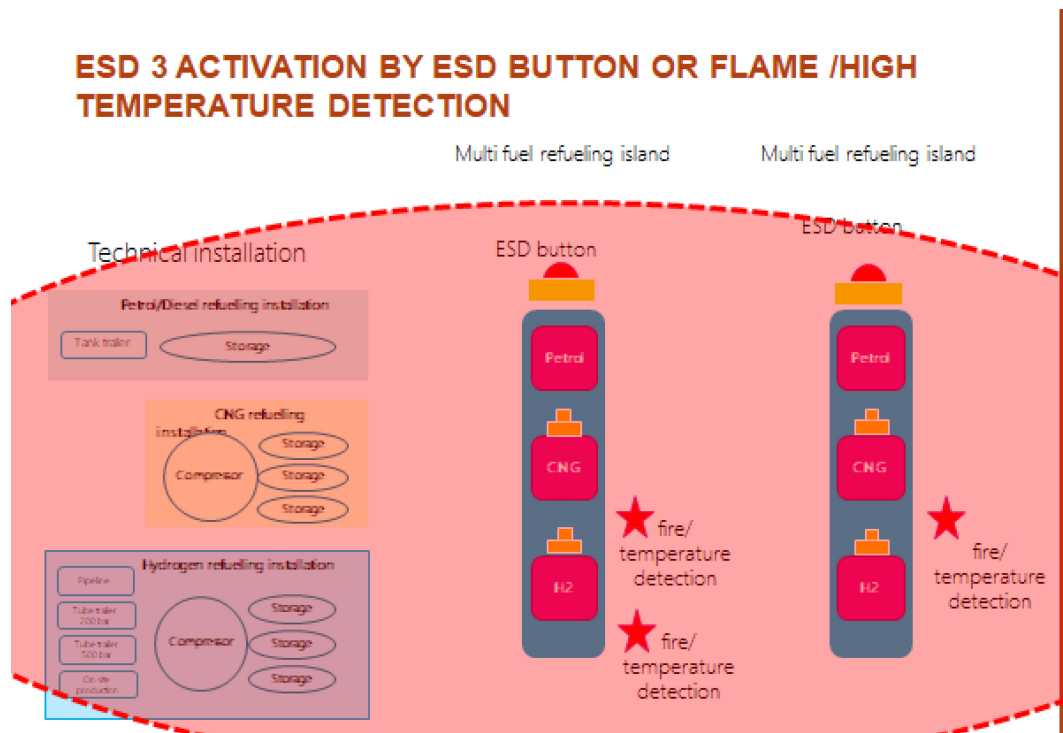 ESD 3 ACTIVATION BY ESD BUTTON OR FLAME /HIGH
TEMPERATURE DETECTION
Multi fuel refueling island
Multi fuel refueling island
Technical installation
ESD button
ESD button
Petrol/Diesel refuelling installation
Tank trailer
Storage
Petrol
Petrol
CNG refuelling
installation
Storage
Compressor
Storage
Storage
CNG
CNG
fire/
temperature
detection
fire/
temperature
detection
Hydrogen refuelling installation
Pipeline
Tube trailer
200 bar
Tube trailer
500 bar
On site
production
Compressor
Storage
Storage
Storage
H2
H2
fire/
temperature
detection